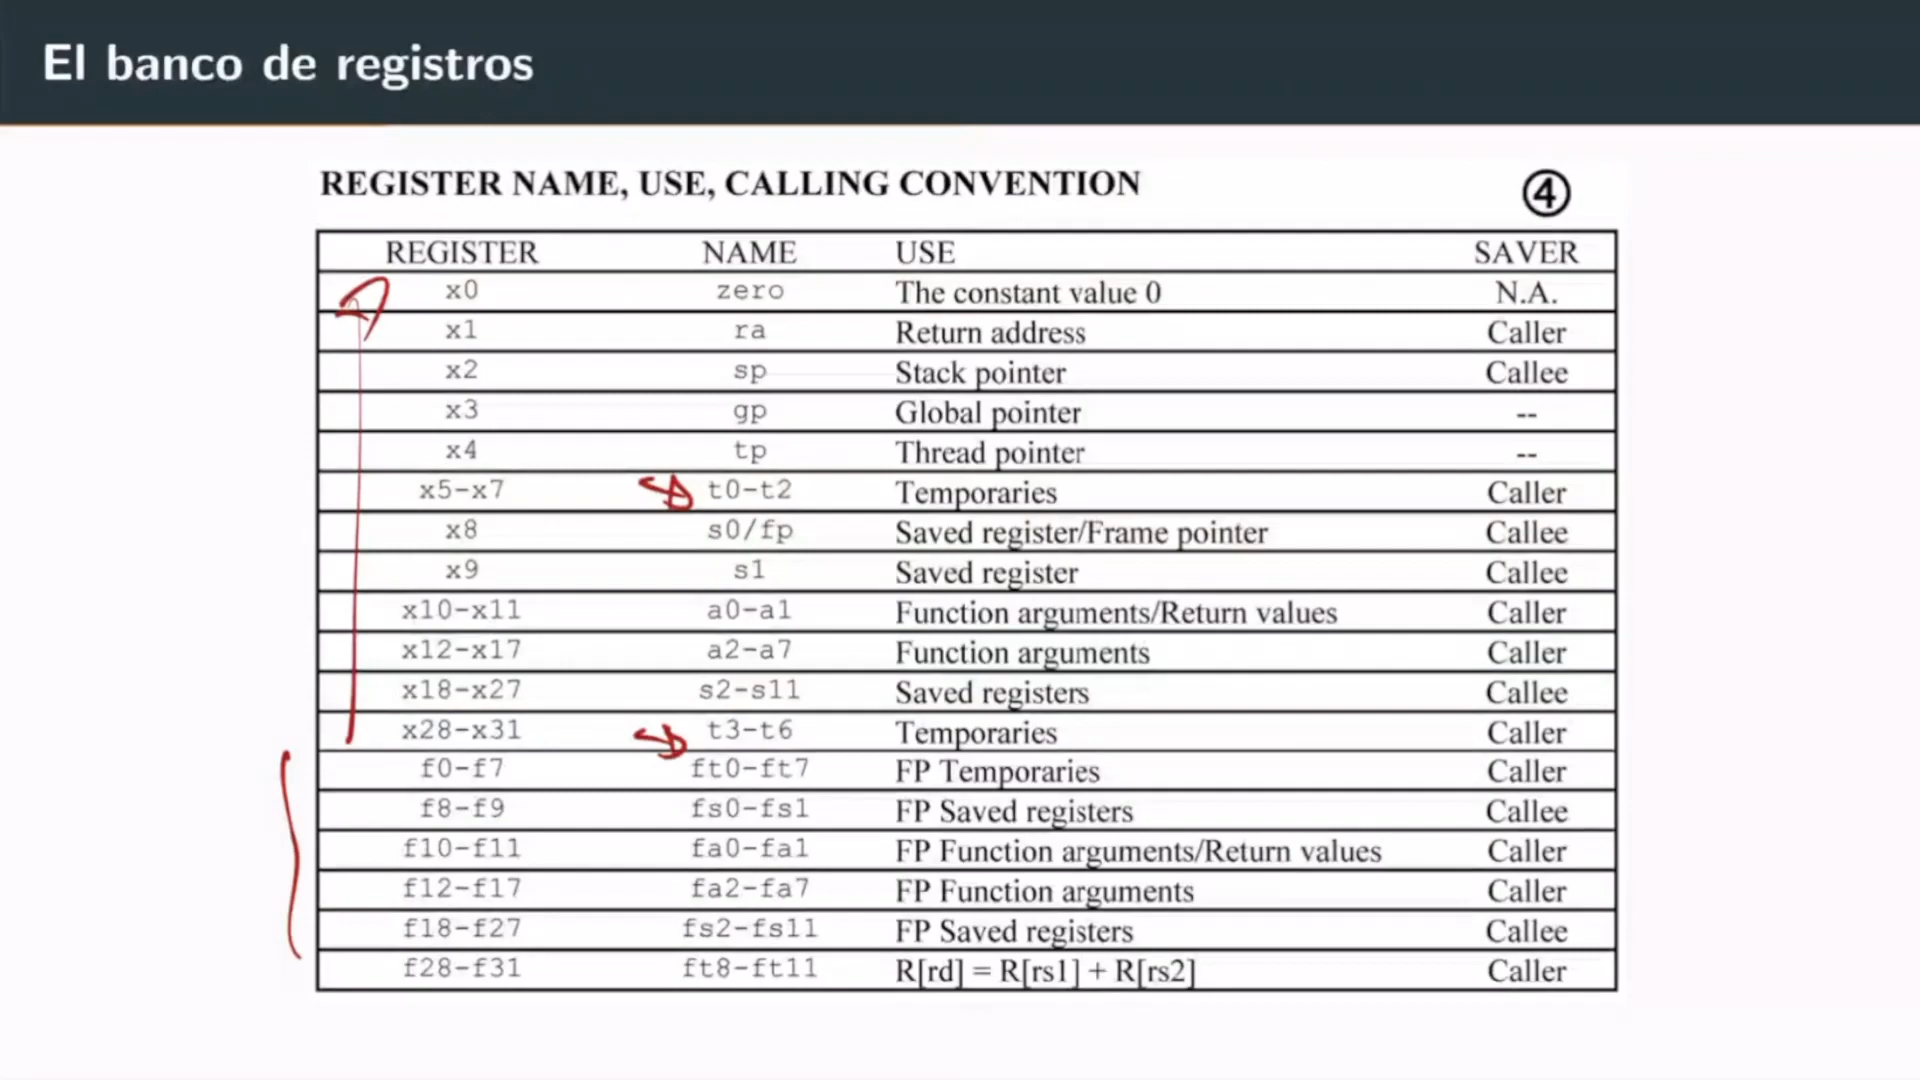 El banco de registros
REGISTER NAME, USE, CALLING CONVENTION ④
REGISTER NAME USE SAVER
x0 zero The constant value 0 N.A.
x1 ra Return address Caller
x2 sp Stack pointer Callee
x3 gp Global pointer --
x4 tp Thread pointer --
x5-x7 t0-t2 Temporaries Caller
x8 s0/fp Saved register/Frame pointer Callee
x9 s1 Saved register Callee
x10-x11 a0-a1 Function arguments/Return values Caller
x12-x17 a2-a7 Function arguments Caller
x18-x27 s2-s11 Saved registers Callee
x28-x31 t3-t6 Temporaries Caller
f0-f7 ft0-ft7 FP Temporaries Caller
f8-f9 fs0-fs1 FP Saved registers Callee
f10-f11 fa0-fa1 FP Function arguments/Return values Caller
f12-f17 fa2-fa7 FP Function arguments Caller
f18-f27 fs2-fs11 FP Saved registers Callee
f28-f31 ft8-ft11 R[rd] = R[rs1] + R[rs2] Caller